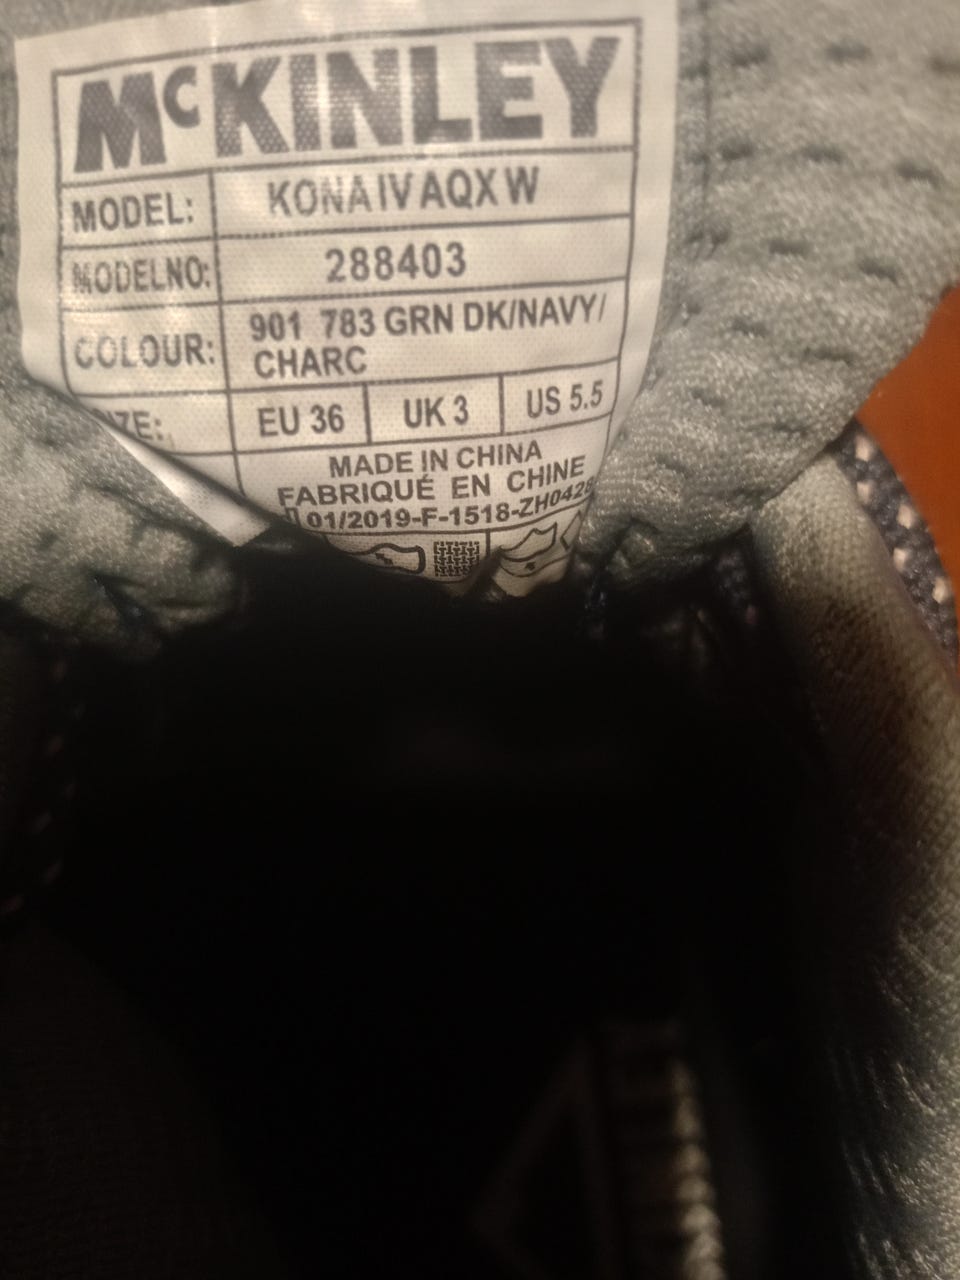 McKINLEY
MODEL: KONA IV AQX W
MODELNO: 288403
COLOUR: 901 783 GRN DK/NAVY/
CHARC
EU 36 UK 3 US 5.5
MADE IN CHINA
FABRIQUÉ EN CHINE
01/2019-F-1518-ZH0428